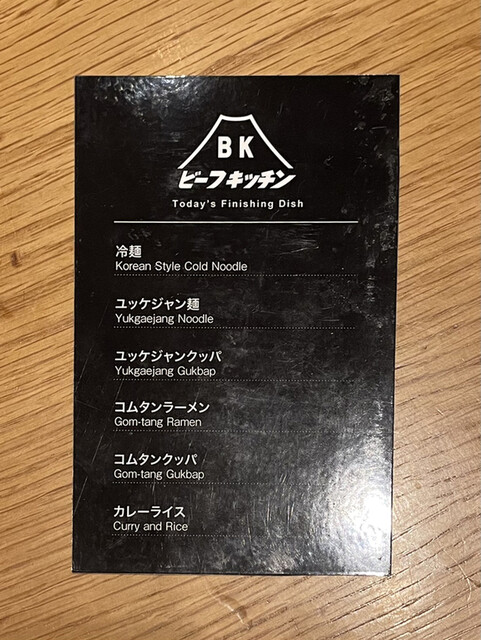 BK
ビーフキッチン
Today's Finishing Dish
冷麺
Korean Style Cold Noodle
ユッケジャン麺
Yukgaejang Noodle
ユッケジャンクッパ
Yukgaejang Gukbap
コムタンラーメン
Gom-tang Ramen
コムタンクッパ
Gom-tang Gukbap
カレーライス
Curry and Rice